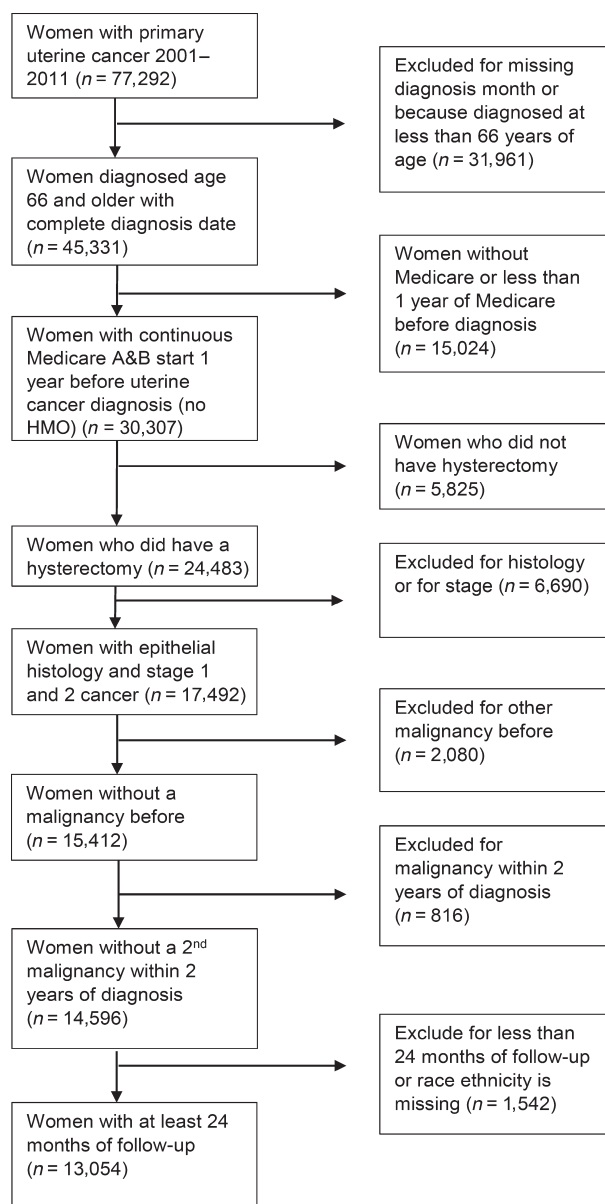 Women with primary
uterine cancer 2001–
2011 (n = 77,292)
Excluded for missing
diagnosis month or
because diagnosed at
less than 66 years of
age (n = 31,961)
Women diagnosed age
66 and older with
complete diagnosis date
(n = 45,331)
Women without
Medicare or less than
1 year of Medicare
before diagnosis
(n = 15,024)
Women with continuous
Medicare A&B start 1
year before uterine
cancer diagnosis (no
HMO) (n = 30,307)
Women who did not
have hysterectomy
(n = 5,825)
Women who did have a
hysterectomy (n = 24,483)
Excluded for histology
or for stage (n = 6,690)
Women with epithelial
histology and stage 1
and 2 cancer (n = 17,492)
Excluded for other
malignancy before
(n = 2,080)
Women without a
malignancy before
(n = 15,412)
Excluded for
malignancy within 2
years of diagnosis
(n = 816)
Women without a 2nd
malignancy within 2
years of diagnosis
(n = 14,596)
Exclude for less than
24 months of follow-up
or race ethnicity is
missing (n = 1,542)
Women with at least 24
months of follow-up
(n = 13,054)